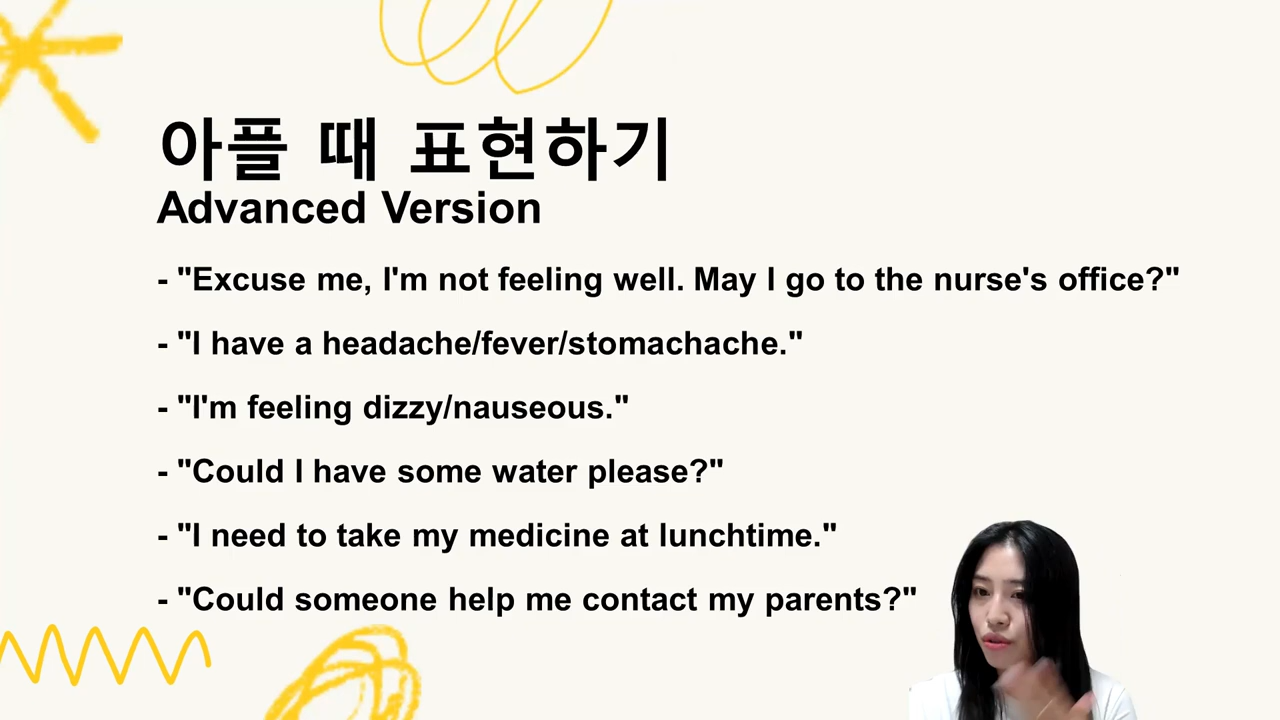 아플 때 표현하기
Advanced Version
- "Excuse me, I'm not feeling well. May I go to the nurse's office?"
- "I have a headache/fever/stomachache."
- "I'm feeling dizzy/nauseous."
- "Could I have some water please?"
- "I need to take my medicine at lunchtime."
- "Could someone help me contact my parents?"